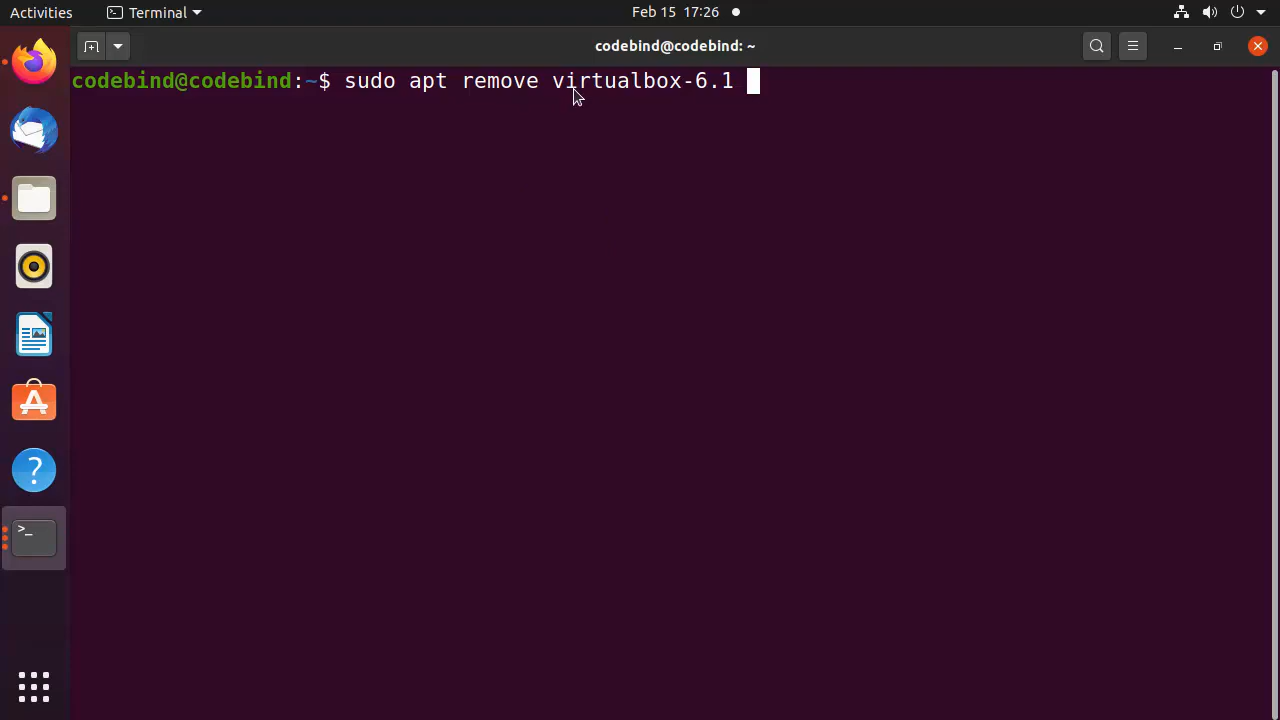 Activities Terminal Feb 15 17:26
codebind@codebind: ~
codebind@codebind:~$ sudo apt remove virtualbox-6.1